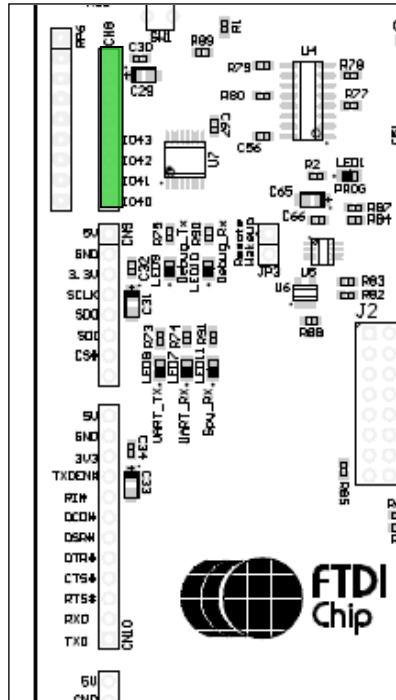 CN8
RP6
SW1
R89
R1
U4
C30
C29
R79
R78
R80
R77
C67
C56
IO43
IO42
IO41
IO40
U7
R2
LED1
PROG
C65
C66
R87
R84
5V
GND
3.3V
SCLK
SDO
SDI
CS#
CN9
C32
C31
R75
R90
Debug_Tx
Debug_Rx
LED9
LED10
Remote
Wakeup
JP3
U5
U6
R83
R82
R88
J2
R73
R74
R91
LED8
LED7
LED11
UART_TX
UART_RX
Spy_RX
5V
GND
3V3
TXDEN#
RI#
DCD#
DSR#
DTR#
CTS#
RTS#
RXD
TXD
C34
C33
CN10
R85
FTDI
Chip
5V
GND